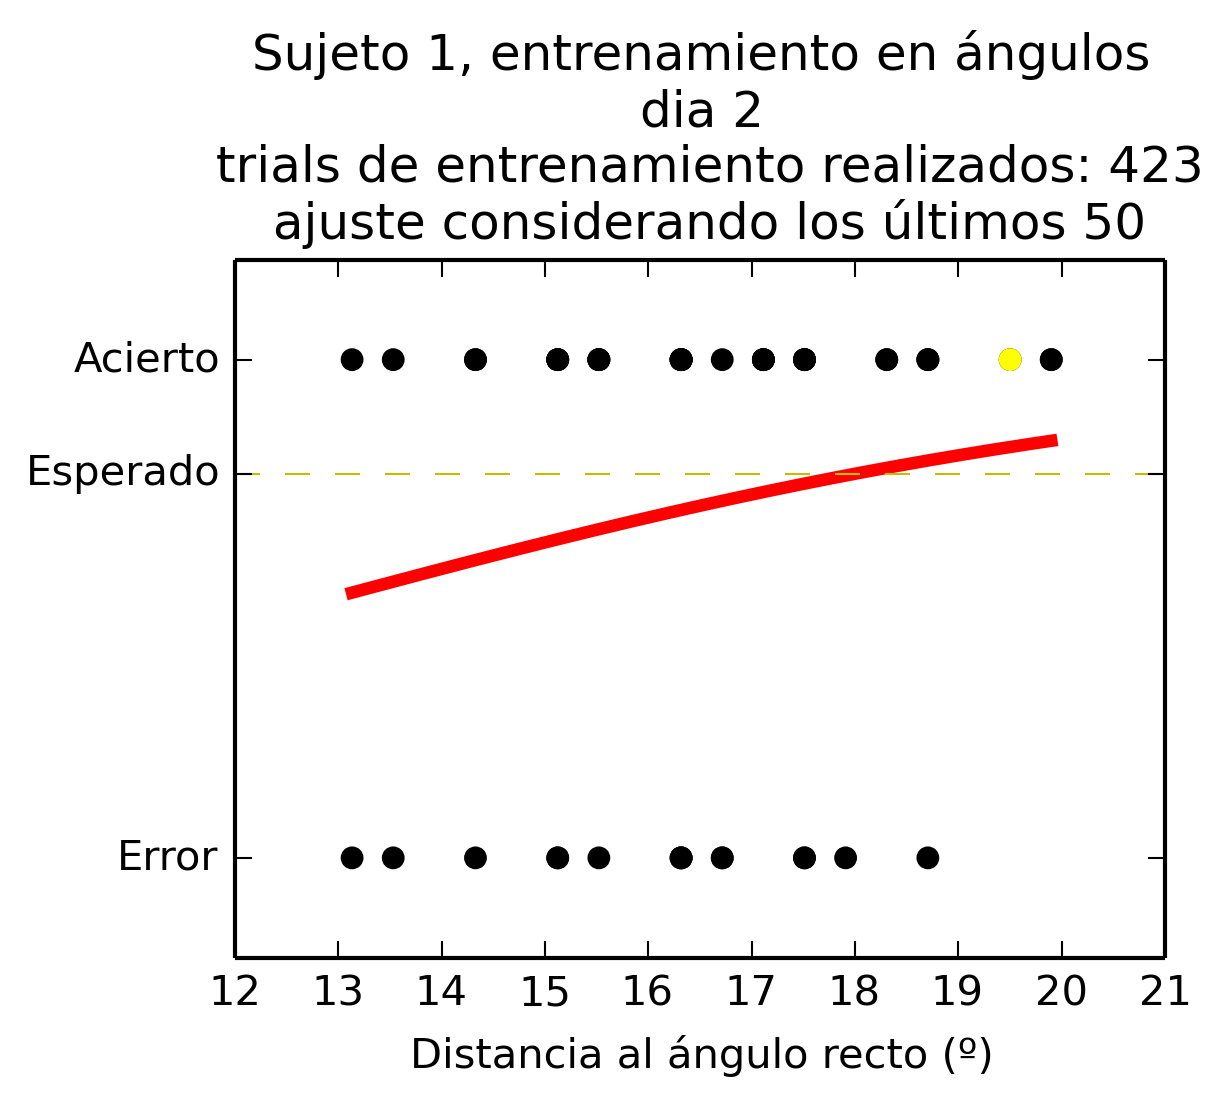 Sujeto 1, entrenamiento en ángulos
dia 2
trials de entrenamiento realizados: 423
ajuste considerando los últimos 50
Acierto
Esperado
Error
12 13 14 15 16 17 18 19 20 21
Distancia al ángulo recto (º)